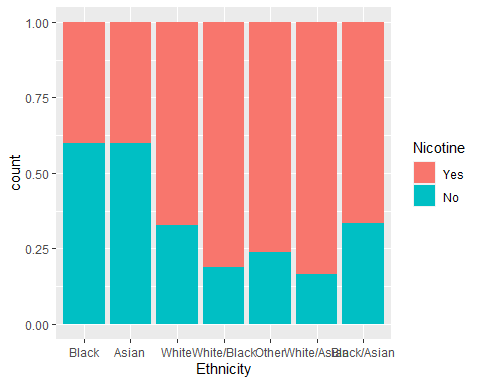 1.00
0.75
0.50
0.25
0.00
count
Black Asian White White/Black Other White/Asian Black/Asian
Ethnicity
Nicotine
Yes
No